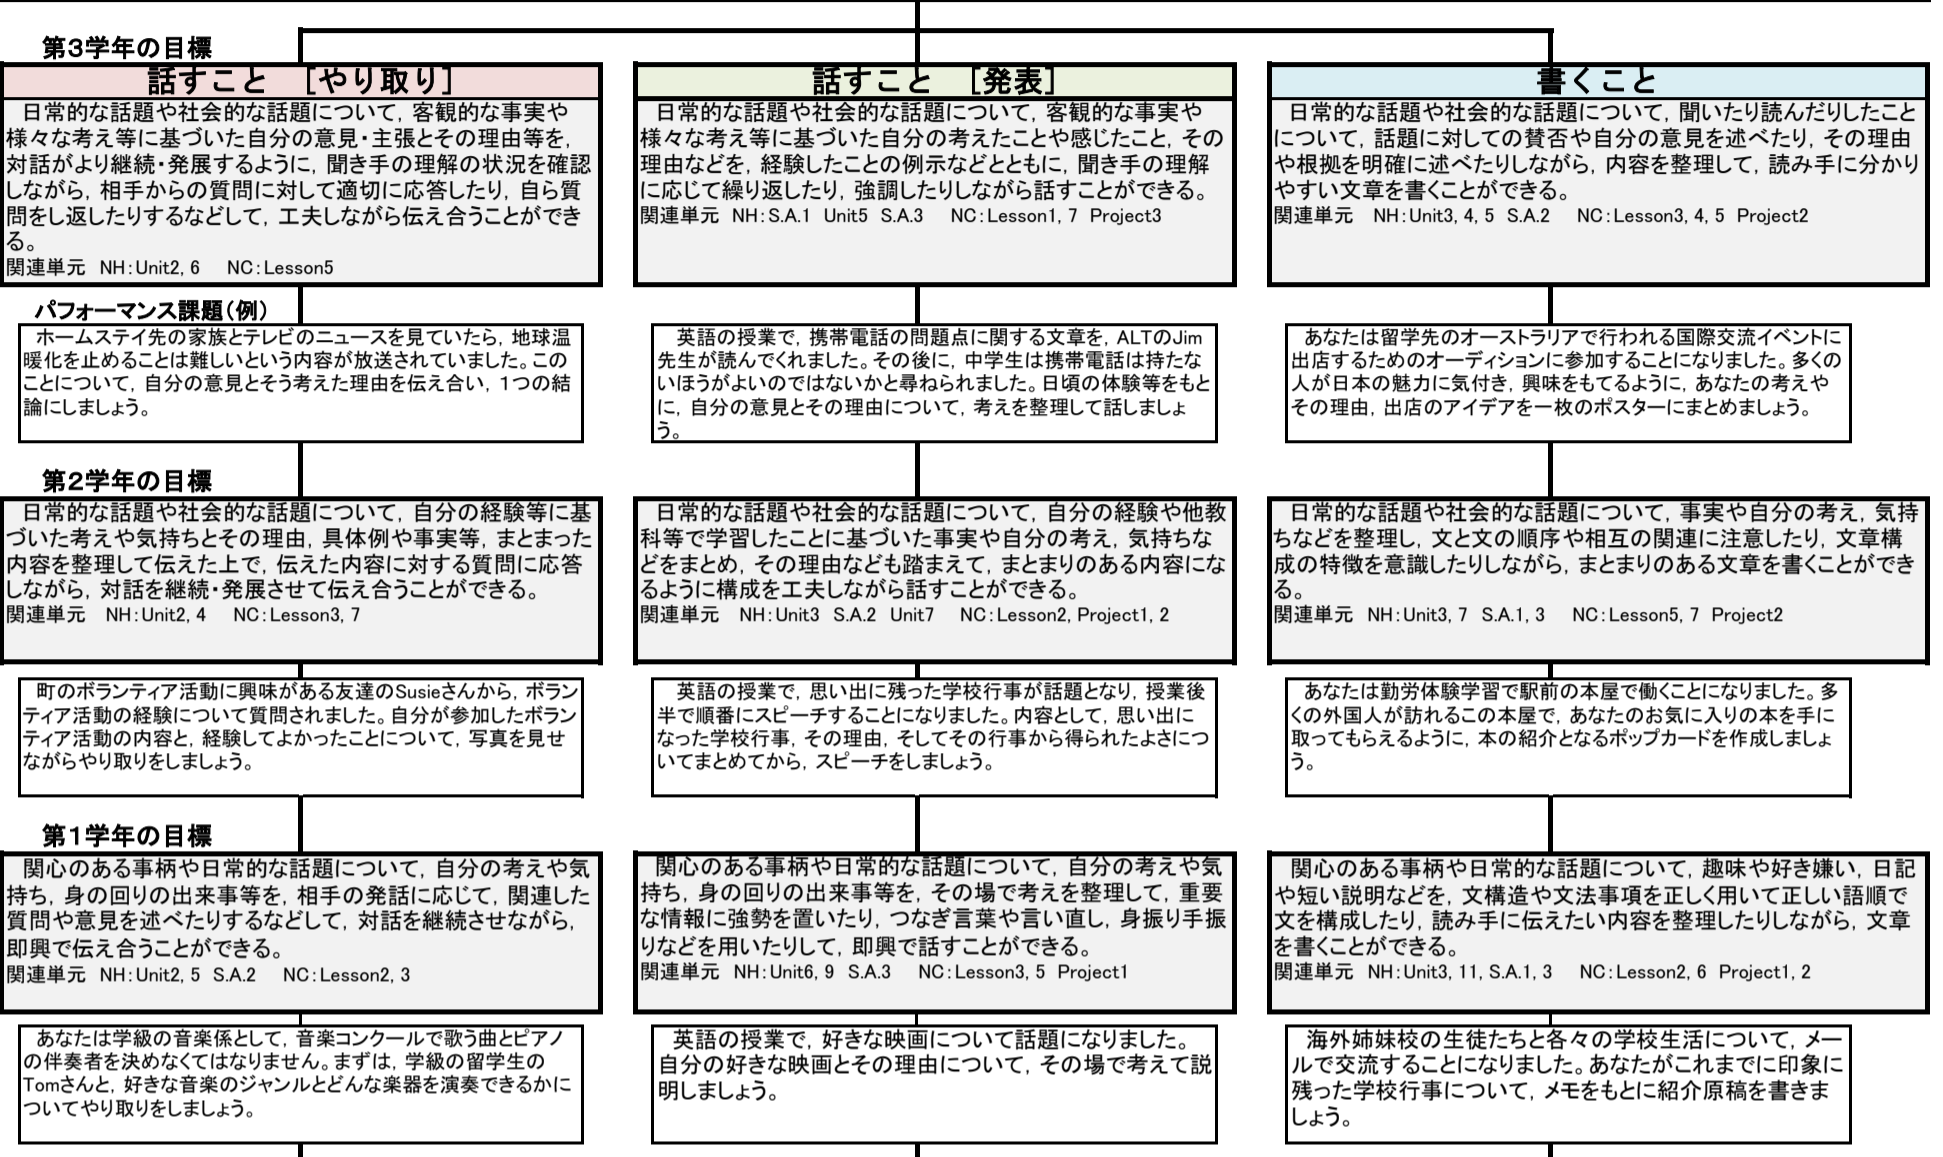 第３学年の目標
話すこと　［やり取り］
日常的な話題や社会的な話題について，客観的な事実や
様々な考え等に基づいた自分の意見・主張とその理由等を，
対話がより継続・発展するように，聞き手の理解の状況を確認
しながら，相手からの質問に対して適切に応答したり，自ら質
問をし返したりするなどして，工夫しながら伝え合うことができ
る。
関連単元　NH：Unit2, 6　NC：Lesson5
話すこと　［発表］
日常的な話題や社会的な話題について，客観的な事実や
様々な考え等に基づいた自分の考えたことや感じたこと，その
理由などを，経験したことの例示などとともに，聞き手の理解
に応じて繰り返したり，強調したりしながら話すことができる。
関連単元　NH：S.A.1　Unit5　S.A.3　NC：Lesson1, 7　Project3
書くこと
日常的な話題や社会的な話題について，聞いたり読んだりしたこと
について，話題に対しての賛否や自分の意見を述べたり，その理由
や根拠を明確に述べたりしながら，内容を整理して，読み手に分かり
やすい文章を書くことができる。
関連単元　NH：Unit3, 4, 5　S.A.2　NC：Lesson3, 4, 5　Project2
パフォーマンス課題（例）
ホームステイ先の家族とテレビのニュースを見ていたら，地球温
暖化を止めることは難しいという内容が放送されていました。この
ことについて，自分の意見とそう考えた理由を伝え合い，１つの結
論にしましょう。
英語の授業で，携帯電話の問題点に関する文章を，ALTのJim
先生が読んでくれました。その後に，中学生は携帯電話は持たな
いほうがよいのではないかと尋ねられました。日頃の体験等をもと
に，自分の意見とその理由について，考えを整理して話しましょ
う。
あなたは留学先のオーストラリアで行われる国際交流イベントに
出店するためのオーディションに参加することになりました。多くの
人が日本の魅力に気付き，興味をもてるように，あなたの考えや
その理由，出店のアイデアを一枚のポスターにまとめましょう。
第２学年の目標
日常的な話題や社会的な話題について，自分の経験等に基
づいた考えや気持ちとその理由，具体例や事実等，まとまった
内容を整理して伝えた上で，伝えた内容に対する質問に応答
しながら，対話を継続・発展させて伝え合うことができる。
関連単元　NH：Unit2, 4　NC：Lesson3, 7
日常的な話題や社会的な話題について，自分の経験や他教
科等で学習したことに基づいた事実や自分の考え，気持ちな
どをまとめ，その理由なども踏まえて，まとまりのある内容にな
るように構成を工夫しながら話すことができる。
関連単元　NH：Unit3　S.A.2　Unit7　NC：Lesson2, Project1, 2
日常的な話題や社会的な話題について，事実や自分の考え，気持
ちなどを整理し，文と文の順序や相互の関連に注意したり，文章構
成の特徴を意識したりしながら，まとまりのある文章を書くことができ
る。
関連単元　NH：Unit3, 7　S.A.1, 3　NC：Lesson5, 7　Project2
町のボランティア活動に興味がある友達のSusieさんから，ボラン
ティア活動の経験について質問されました。自分が参加したボラン
ティア活動の内容と，経験してよかったことについて，写真を見せ
ながらやり取りをしましょう。
英語の授業で，思い出に残った学校行事が話題となり，授業後
半で順番にスピーチすることになりました。内容として，思い出に
なった学校行事，その理由，そしてその行事から得られたよさにつ
いてまとめてから，スピーチをしましょう。
あなたは勤労体験学習で駅前の本屋で働くことになりました。多
くの外国人が訪れるこの本屋で，あなたのお気に入りの本を手に
取ってもらえるように，本の紹介となるポップカードを作成しましょ
う。
第１学年の目標
関心のある事柄や日常的な話題について，自分の考えや気
持ち，身の回りの出来事等を，相手の発話に応じて，関連した
質問や意見を述べたりするなどして，対話を継続させながら，
即興で伝え合うことができる。
関連単元　NH：Unit2, 5　S.A.2　NC：Lesson2, 3
関心のある事柄や日常的な話題について，自分の考えや気
持ち，身の回りの出来事等を，その場で考えを整理して，重要
な情報に強勢を置いたり，つなぎ言葉や言い直し，身振り手振
りなどを用いたりして，即興で話すことができる。
関連単元　NH：Unit6, 9　S.A.3　NC：Lesson3, 5　Project1
関心のある事柄や日常的な話題について，趣味や好き嫌い，日記
や短い説明などを，文構造や文法事項を正しく用いて正しい語順で
文を構成したり，読み手に伝えたい内容を整理したりしながら，文章
を書くことができる。
関連単元　NH：Unit3, 11, S.A.1, 3　NC：Lesson2, 6　Project1, 2
あなたは学級の音楽係として，音楽コンクールで歌う曲とピアノ
の伴奏者を決めなくてはなりません。まずは，学級の留学生の
Tomさんと，好きな音楽のジャンルとどんな楽器を演奏できるかに
ついてやり取りをしましょう。
英語の授業で，好きな映画について話題になりました。
自分の好きな映画とその理由について，その場で考えて説
明しましょう。
海外姉妹校の生徒たちと各々の学校生活について，メー
ルで交流することになりました。あなたがこれまでに印象に
残った学校行事について，メモをもとに紹介原稿を書きま
しょう。